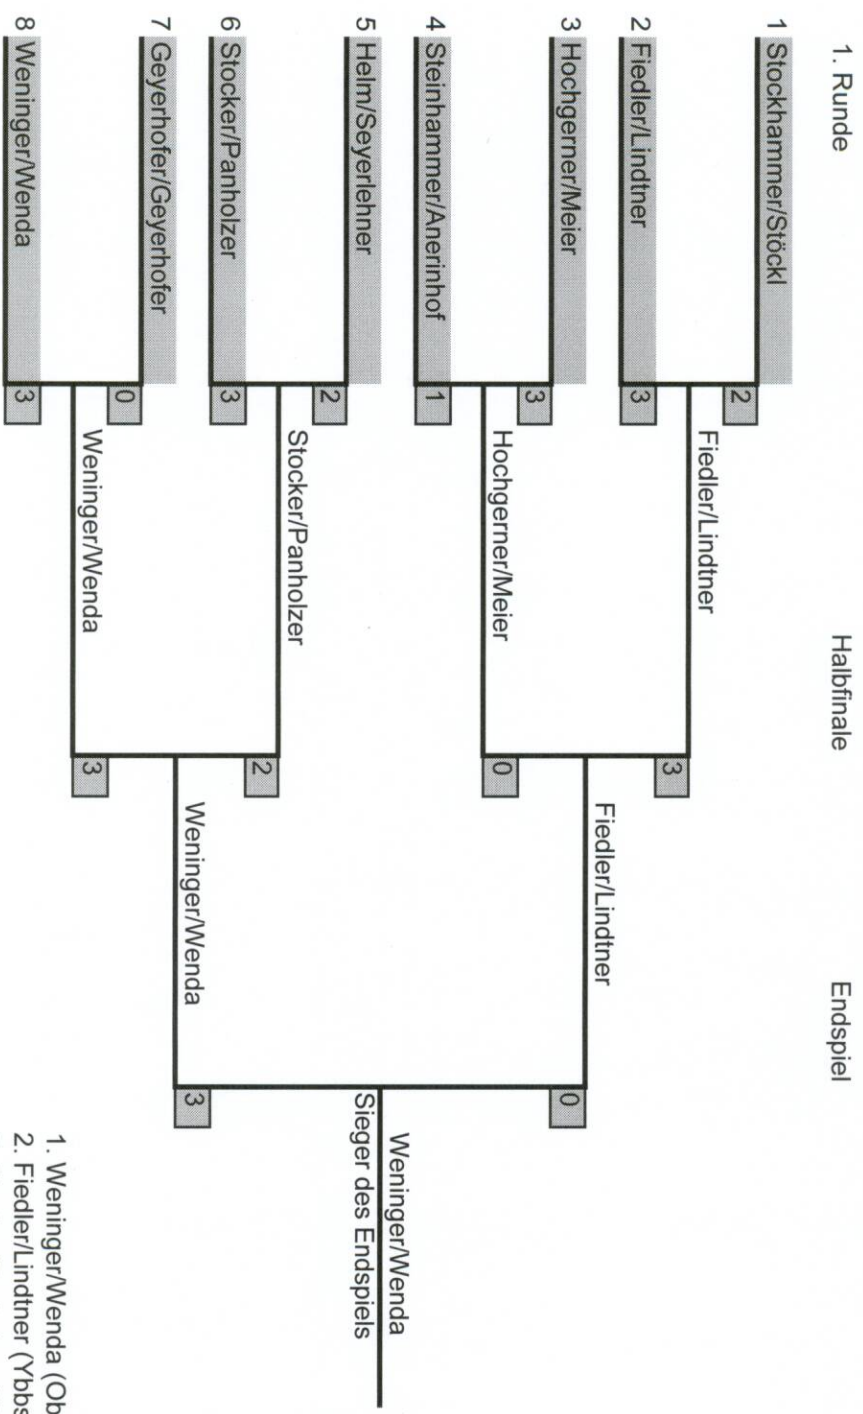 1. Runde
Halbfinale
Endspiel
1 Stockhammer/Stöckl
2
Fiedler/Lindtner
2 Fiedler/Lindtner
3
3
Fiedler/Lindtner
3 Hochgerner/Meier
3
Hochgerner/Meier
0
4 Steinhammer/Anerinhof
1
0
Weninger/Wenda
Sieger des Endspiels
5 Helm/Seyerlehner
2
Stocker/Panholzer
2
6 Stocker/Panholzer
3
Weninger/Wenda
3
7 Geyerhofer/Geyerhofer
0
Weninger/Wenda
3
8 Weninger/Wenda
3
1. Weninger/Wenda (Ob
2. Fiedler/Lindtner (Ybbs